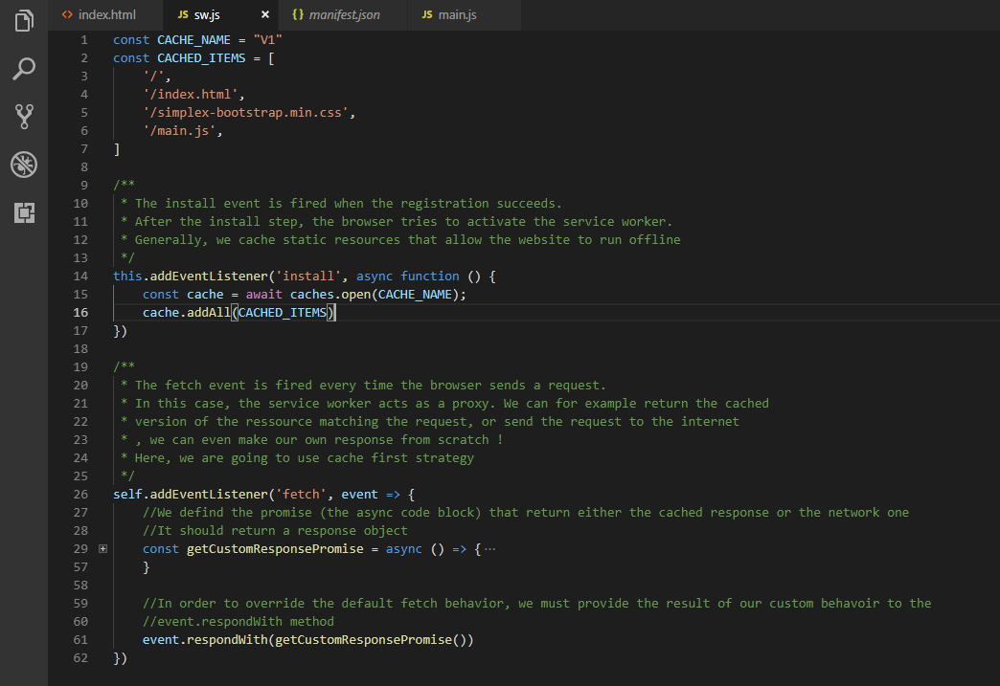 <> index.html JS sw.js × {} manifest.json JS main.js
1 const CACHE_NAME = "V1"
2 const CACHED_ITEMS = [
3 '/',
4 '/index.html',
5 '/simplex-bootstrap.min.css',
6 '/main.js',
7 ]
8
9 /**
10 * The install event is fired when the registration succeeds.
11 * After the install step, the browser tries to activate the service worker.
12 * Generally, we cache static resources that allow the website to run offline
13 */
14 this.addEventListener('install', async function () {
15 const cache = await caches.open(CACHE_NAME);
16 cache.addAll(CACHED_ITEMS)
17 })
18
19 /**
20 * The fetch event is fired every time the browser sends a request.
21 * In this case, the service worker acts as a proxy. We can for example return the cached
22 * version of the ressource matching the request, or send the request to the internet
23 * , we can even make our own response from scratch !
24 * Here, we are going to use cache first strategy
25 */
26 self.addEventListener('fetch', event => {
27 //We defind the promise (the async code block) that return either the cached response or the network one
28 //It should return a response object
29 const getCustomResponsePromise = async () => {···
57 }
58
59 //In order to override the default fetch behavior, we must provide the result of our custom behavoir to the
60 //event.respondWith method
61 event.respondWith(getCustomResponsePromise())
62 })